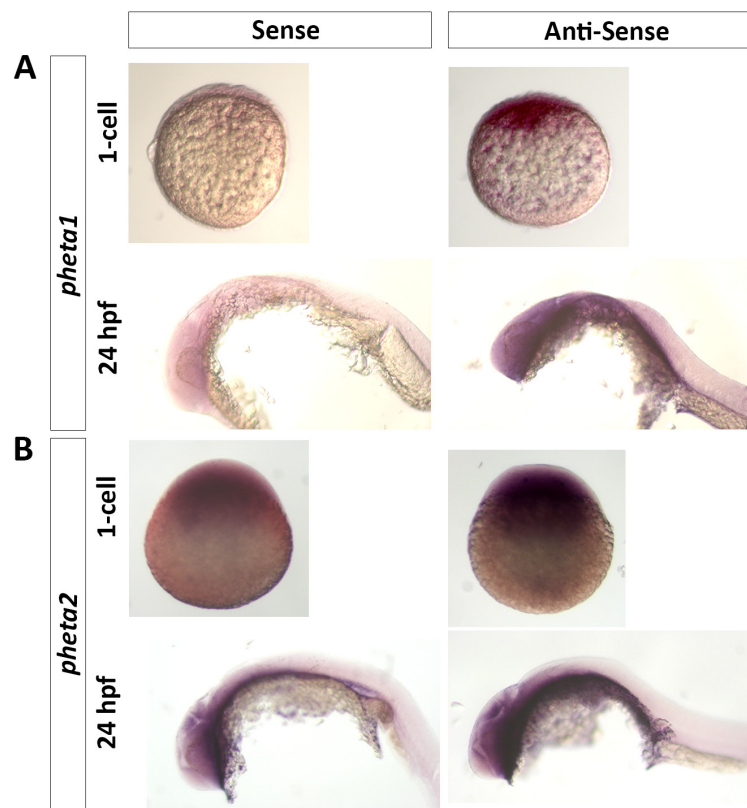 Sense
Anti-Sense
A
pheta1
1-cell
24 hpf
B
pheta2
1-cell
24 hpf